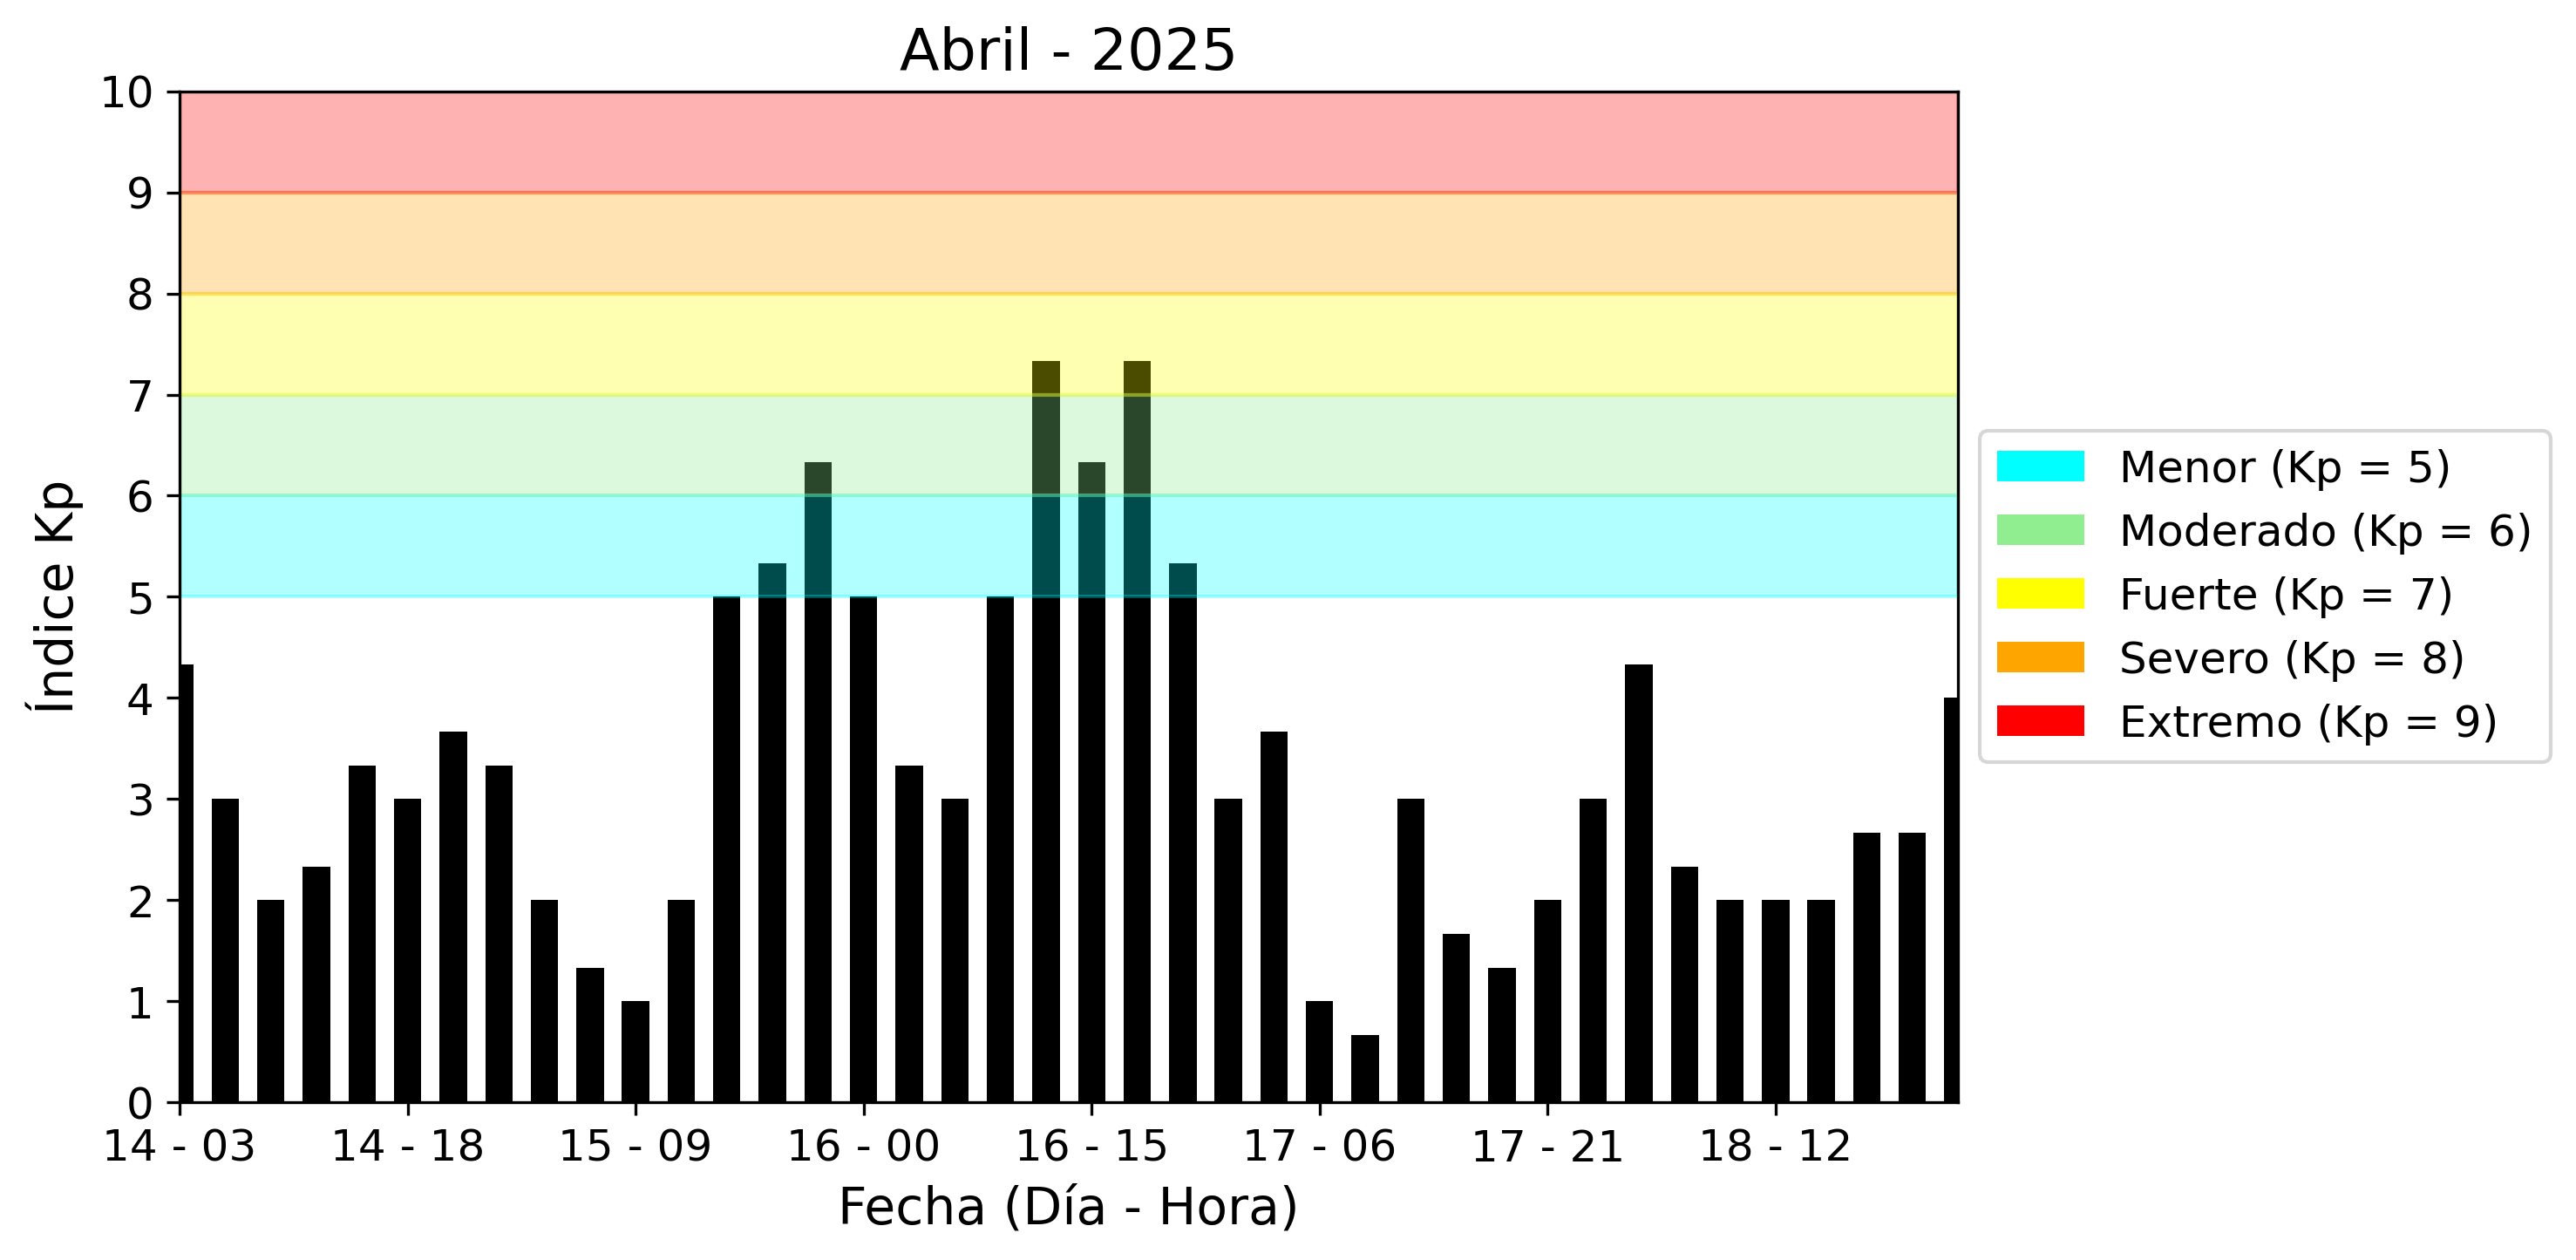 Abril - 2025
10
9
8
7
6
5
4
3
2
1
0
Índice Kp
14 - 03
14 - 18
15 - 09
16 - 00
16 - 15
17 - 06
17 - 21
18 - 12
Fecha (Día - Hora)
Menor (Kp = 5)
Moderado (Kp = 6)
Fuerte (Kp = 7)
Severo (Kp = 8)
Extremo (Kp = 9)